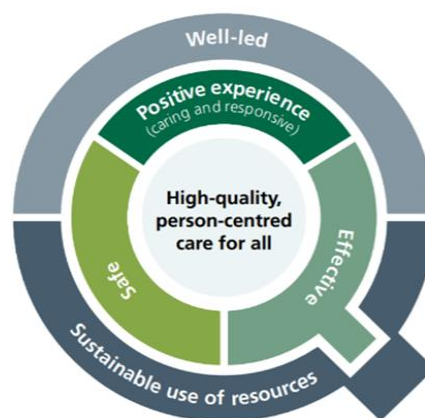 Well-led
Positive experience
(caring and responsive)
High-quality,
person-centred
care for all
Safe
Effective
Sustainable use of resources